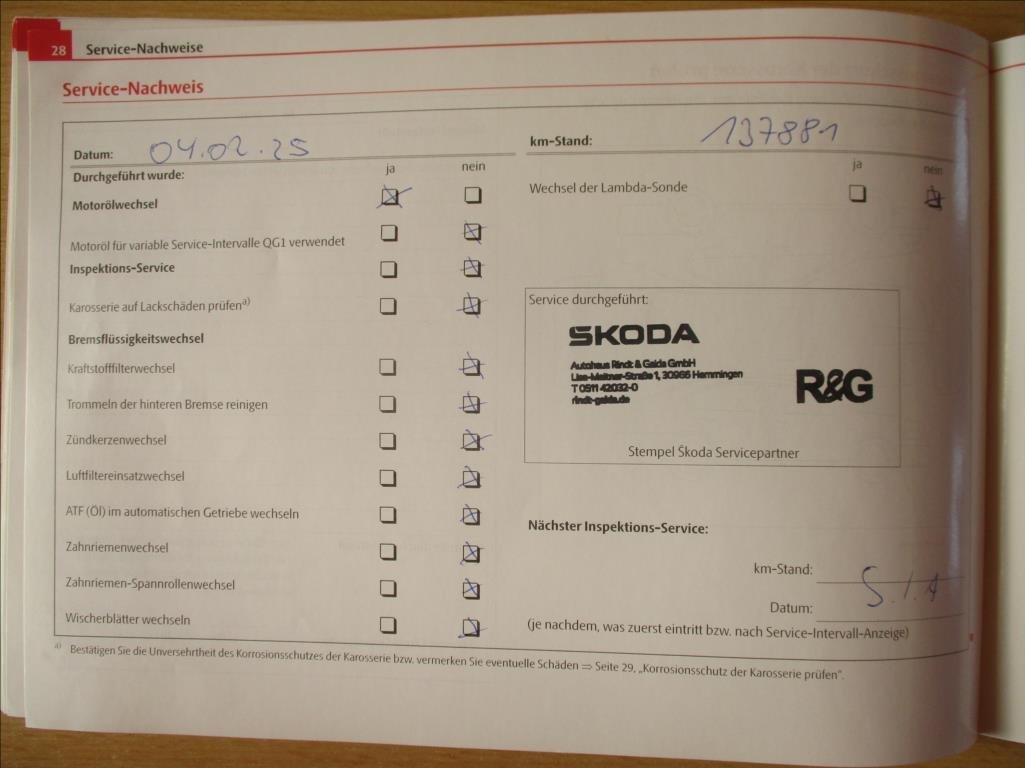 28 Service-Nachweise
Service-Nachweis
Datum: 04.02.25
km-Stand: 137881
Durchgeführt wurde: ja nein
ja nein
Motorölwechsel
Wechsel der Lambda-Sonde
Motoröl für variable Service-Intervalle QG1 verwendet
Inspektions-Service
Karosserie auf Lackschäden prüfen a)
Bremsflüssigkeitswechsel
Kraftstofffilterwechsel
Trommeln der hinteren Bremse reinigen
Zündkerzenwechsel
Luftfiltereinsatzwechsel
ATF (Öl) im automatischen Getriebe wechseln
Zahnriemenwechsel
Zahnriemen-Spannrollenwechsel
Wischerblätter wechseln
Service durchgeführt:
SKODA
Autohaus Rindt & Gaida GmbH
Lise-Meitner-Straße 1, 30966 Hemmingen
T 0511 42032-0
rindt-gaida.de
R&G
Stempel Škoda Servicepartner
Nächster Inspektions-Service:
km-Stand:
S.I.A
Datum:
(je nachdem, was zuerst eintritt bzw. nach Service-Intervall-Anzeige)
a) Bestätigen Sie die Unversehrtheit des Korrosionsschutzes der Karosserie bzw. vermerken Sie eventuelle Schäden ⇒ Seite 29, „Korrosionsschutz der Karosserie prüfen“.